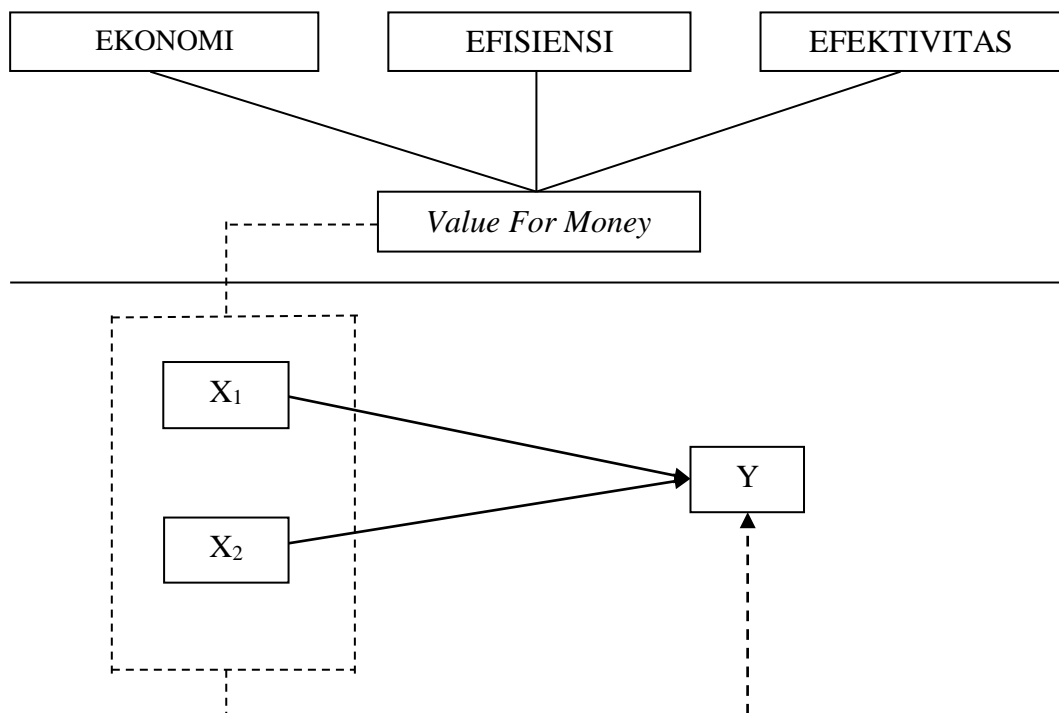 EKONOMI
EFISIENSI
EFEKTIVITAS
Value For Money
X1
Y
X2